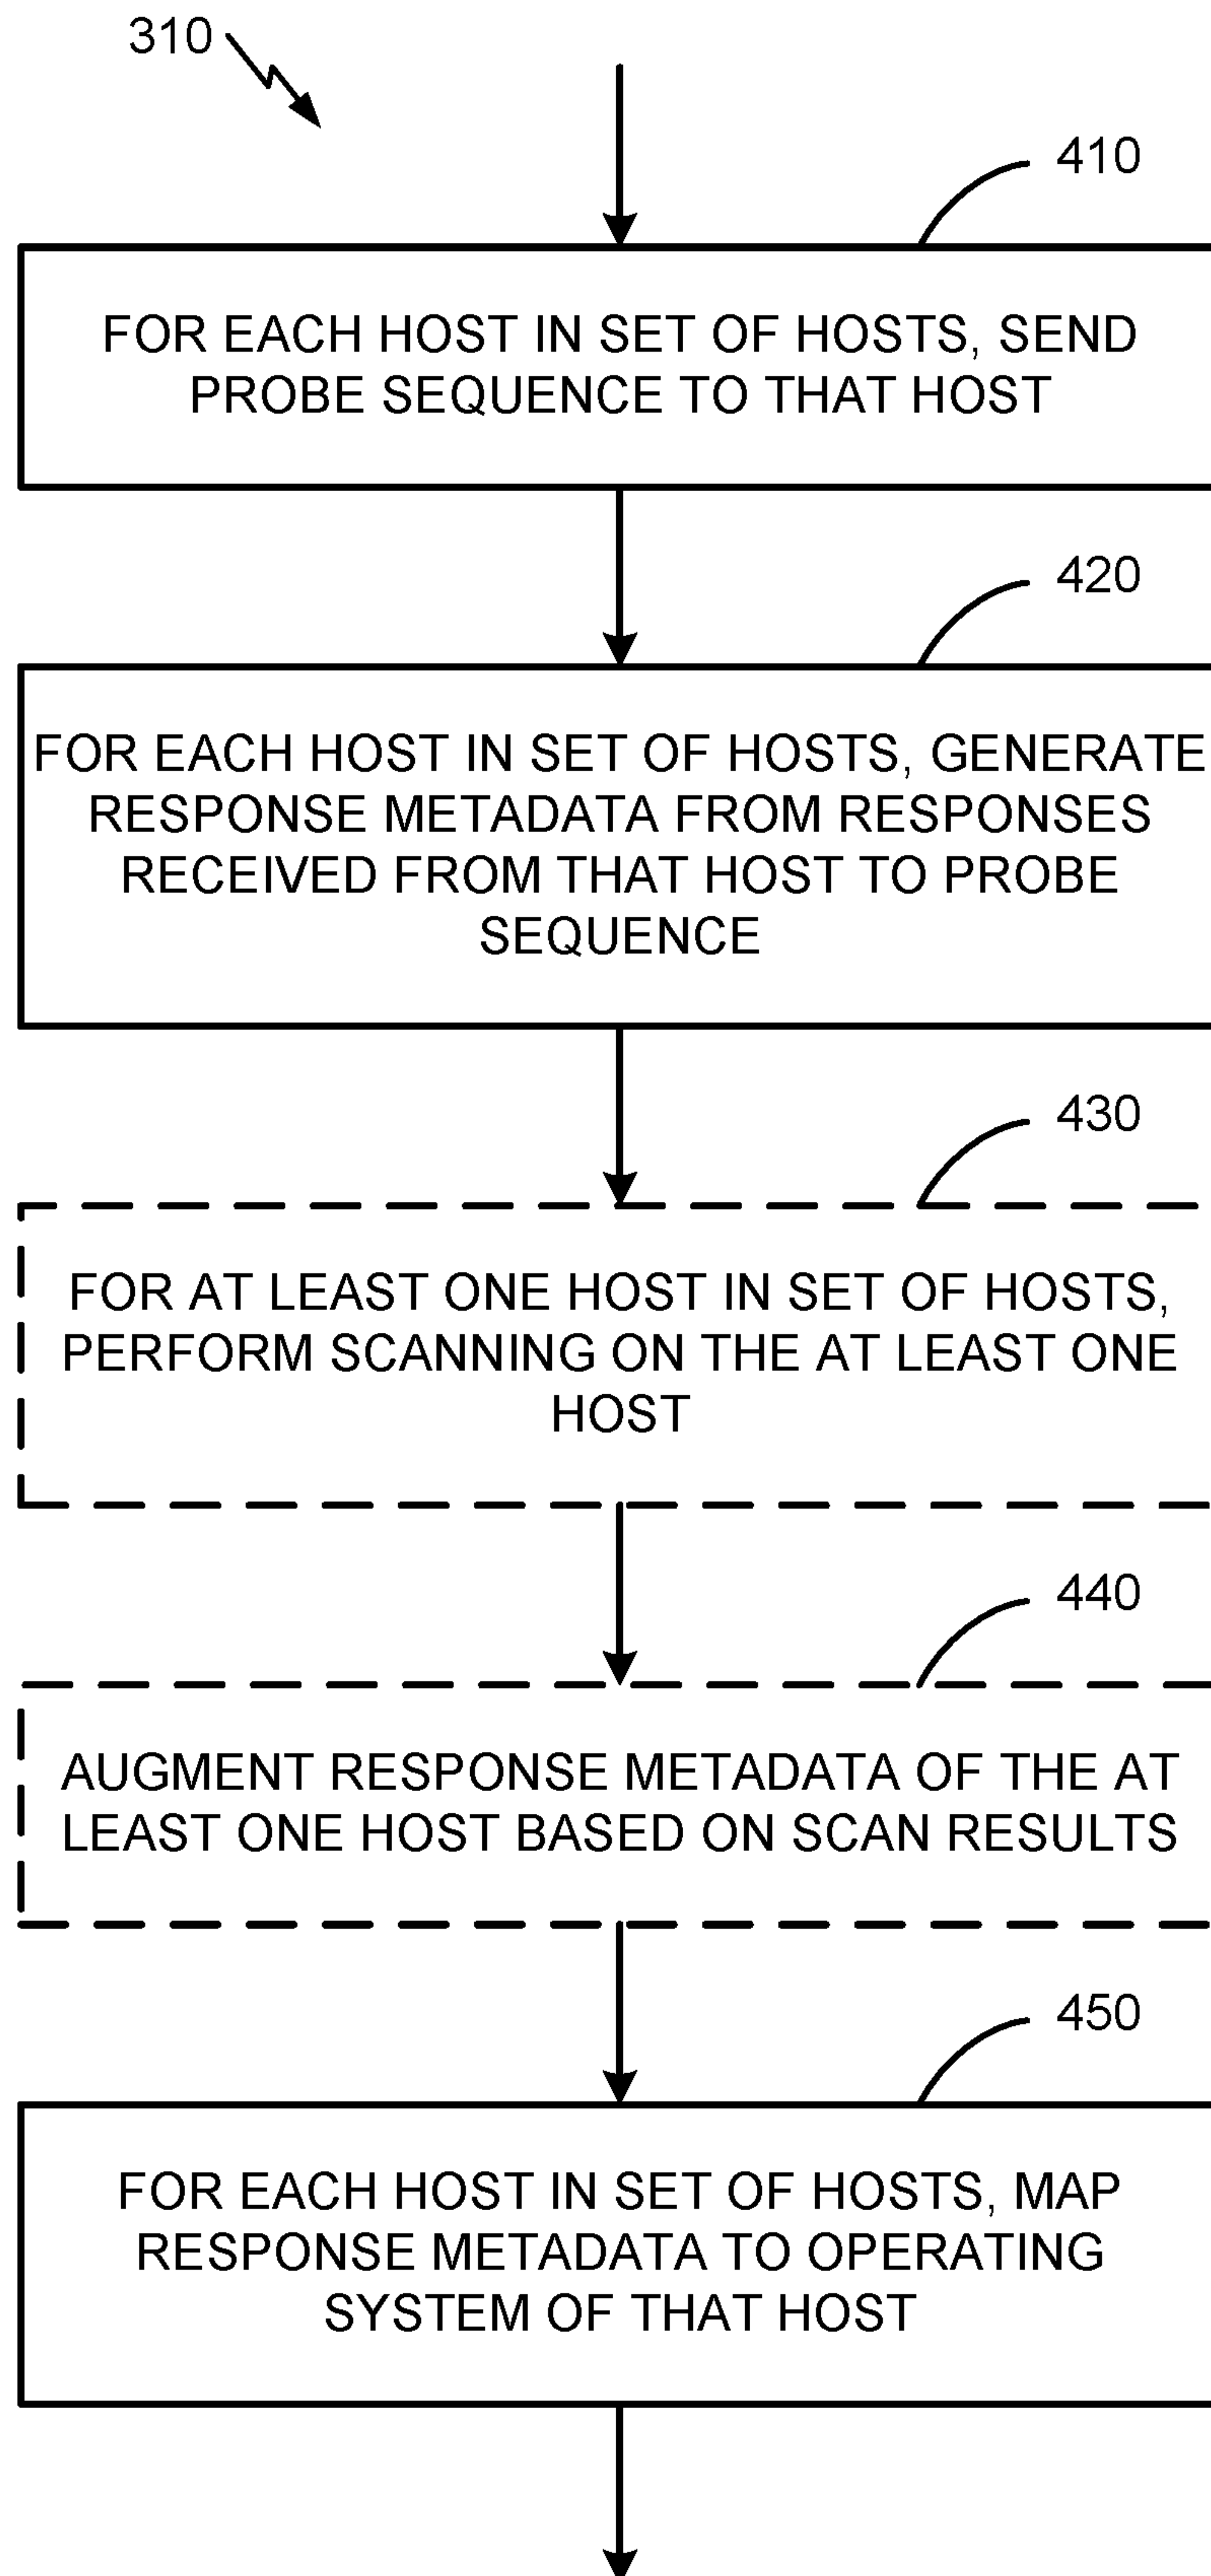 310
410
FOR EACH HOST IN SET OF HOSTS, SEND
PROBE SEQUENCE TO THAT HOST
420
FOR EACH HOST IN SET OF HOSTS, GENERATE
RESPONSE METADATA FROM RESPONSES
RECEIVED FROM THAT HOST TO PROBE
SEQUENCE
430
FOR AT LEAST ONE HOST IN SET OF HOSTS,
PERFORM SCANNING ON THE AT LEAST ONE
HOST
440
AUGMENT RESPONSE METADATA OF THE AT
LEAST ONE HOST BASED ON SCAN RESULTS
450
FOR EACH HOST IN SET OF HOSTS, MAP
RESPONSE METADATA TO OPERATING
SYSTEM OF THAT HOST